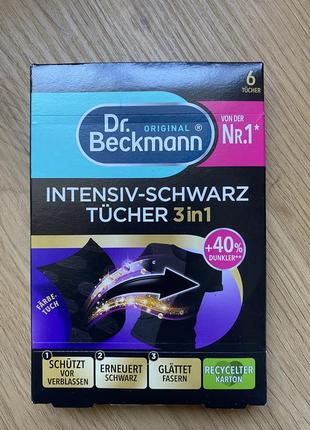 6
TÜCHER
Dr.
ORIGINAL ®
Beckmann
VON DER
NR.1*
INTENSIV-SCHWARZ
TÜCHER 3in1
+40%
DUNKLER**
FÄRBE-
TUCH
1 SCHÜTZT
VOR
VERBLASSEN
2 ERNEUERT
SCHWARZ
3 GLÄTTET
FASERN
RECYCELTER
KARTON